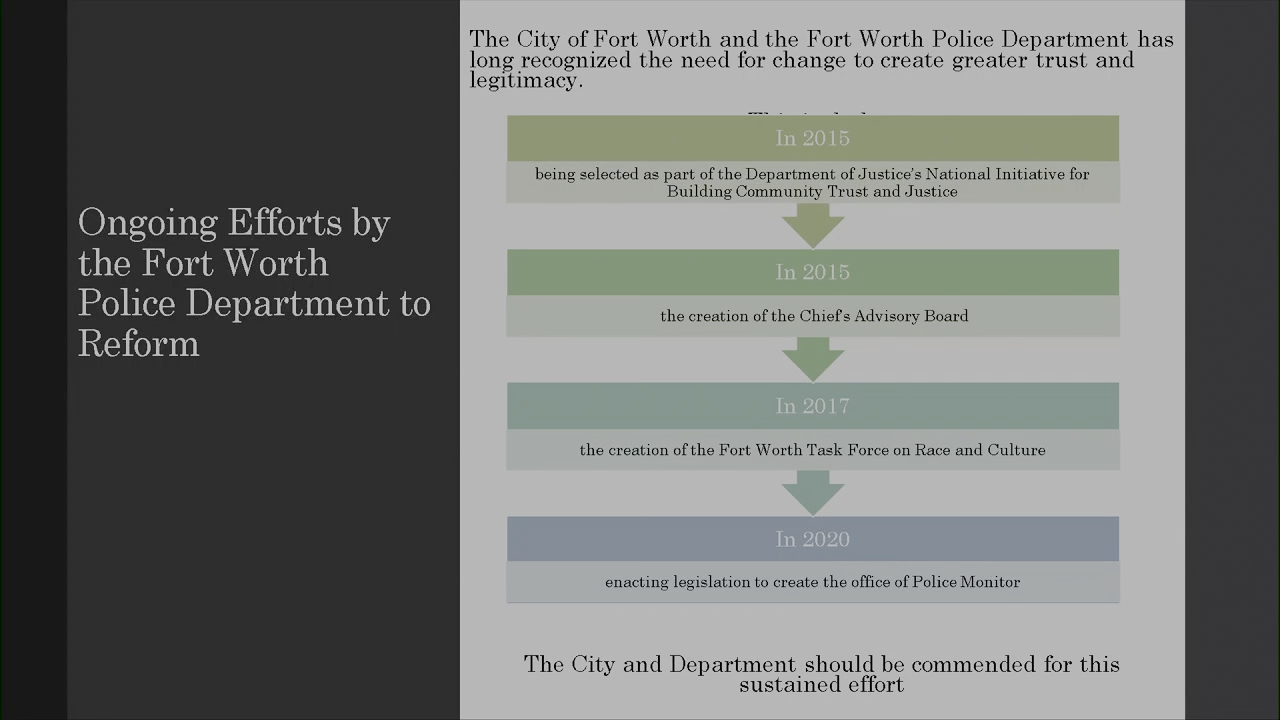 Ongoing Efforts by
the Fort Worth
Police Department to
Reform
The City of Fort Worth and the Fort Worth Police Department has
long recognized the need for change to create greater trust and
legitimacy.
In 2015
being selected as part of the Department of Justice's National Initiative for
Building Community Trust and Justice
In 2015
the creation of the Chief's Advisory Board
In 2017
the creation of the Fort Worth Task Force on Race and Culture
In 2020
enacting legislation to create the office of Police Monitor
The City and Department should be commended for this
sustained effort